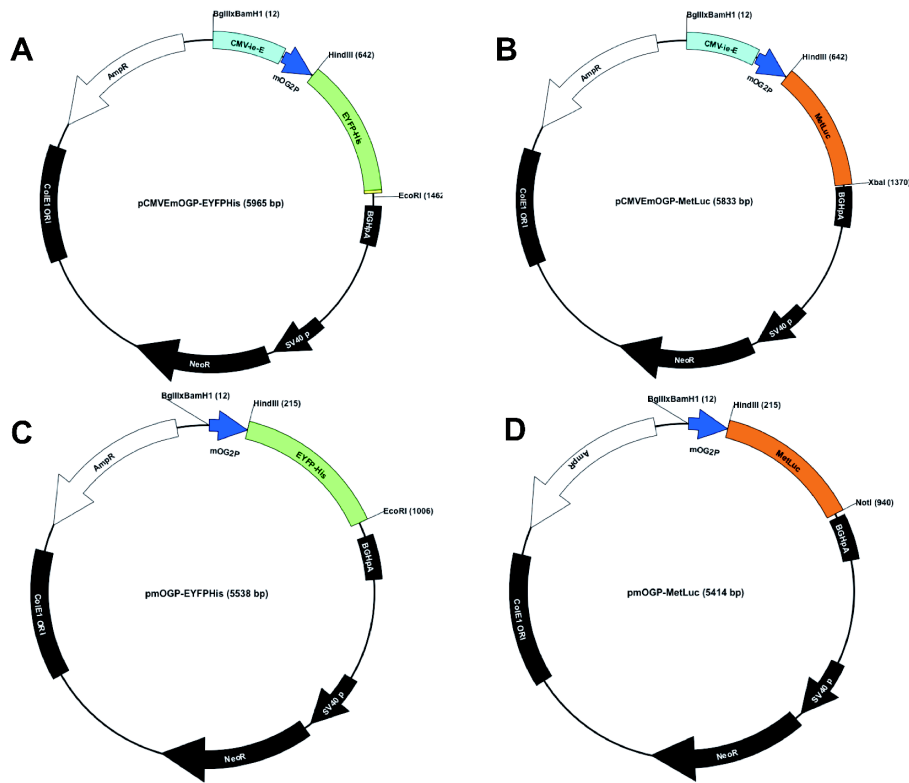 A
BglIIxBamH1 (12)
CMV-ie-E
HindIII (642)
mOG2P
AmpR
EYFP-His
ColE1 ORI
pCMVEmOGP-EYFPHis (5965 bp)
EcoRI (1462
BGHpA
SV40 p
NeoR
B
BglIIxBamH1 (12)
CMV-ie-E
HindIII (642)
mOG2P
AmpR
MetLuc
XbaI (1370)
ColE1 ORI
pCMVEmOGP-MetLuc (5833 bp)
BGHpA
SV40 p
NeoR
C
BglIIxBamH1 (12)
HindIII (215)
mOG2P
AmpR
EYFP-His
EcoRI (1006)
BGHpA
ColE1 ORI
pmOGP-EYFPHis (5538 bp)
SV40 p
NeoR
D
BglIIxBamH1 (12)
HindIII (215)
mOG2P
AmpR
MetLuc
NotI (940)
BGHpA
ColE1 ORI
pmOGP-MetLuc (5414 bp)
SV40 p
NeoR